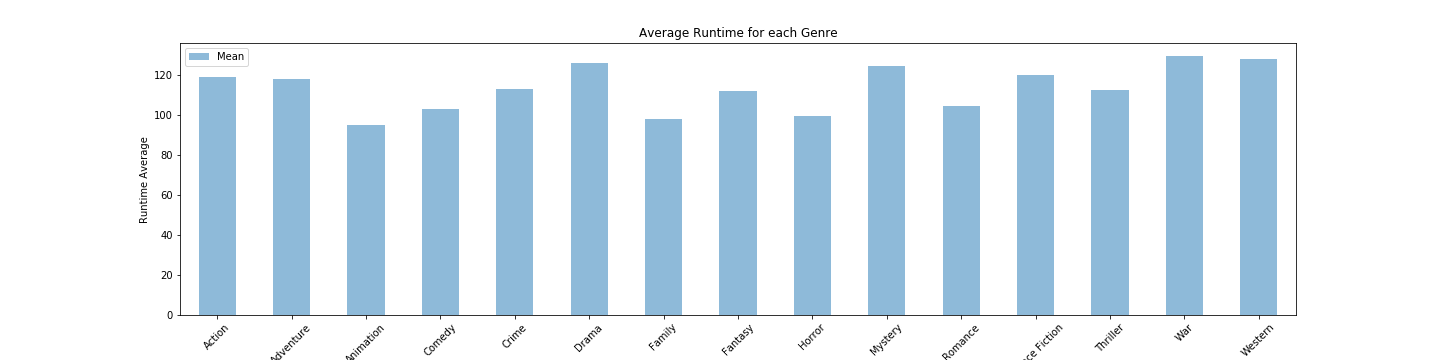 Average Runtime for each Genre
Mean
Runtime Average
120
100
80
60
40
20
0
Action
Adventure
Animation
Comedy
Crime
Drama
Family
Fantasy
Horror
Mystery
Romance
ce Fiction
Thriller
War
Western